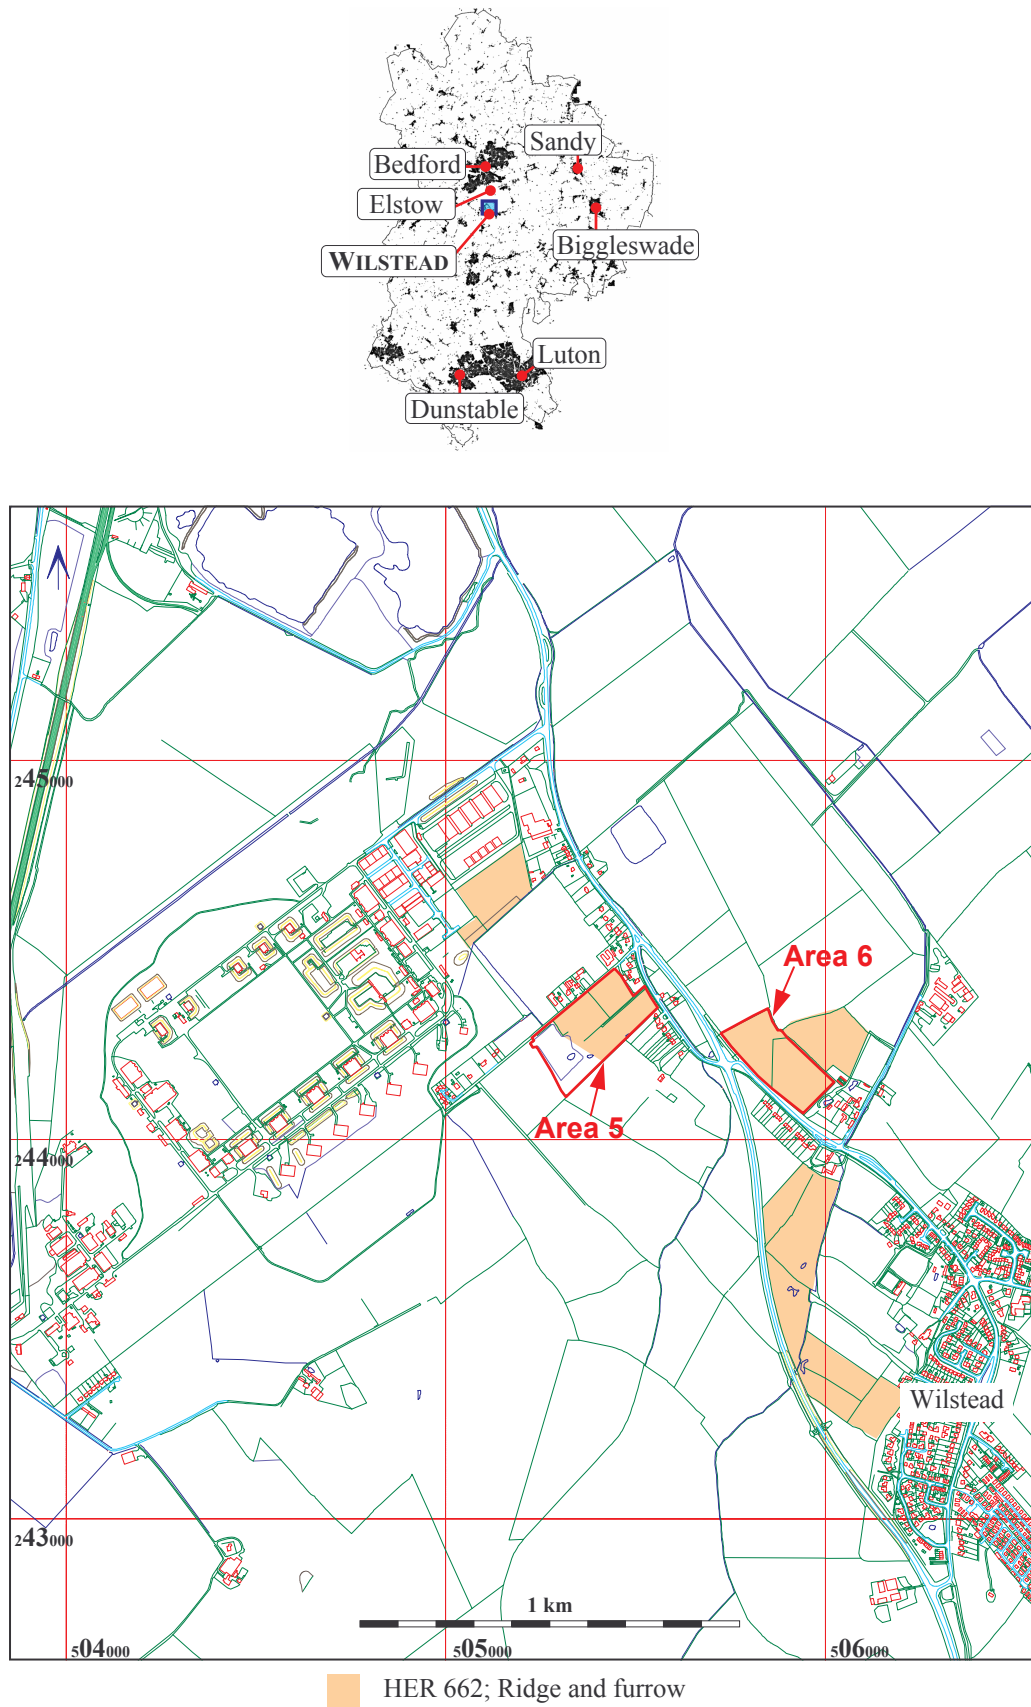 Sandy
Bedford
Elstow
WILSTEAD
Biggleswade
Luton
Dunstable
245000
Area 6
Area 5
244000
Wilstead
243000
1 km
504000
505000
506000
HER 662; Ridge and furrow